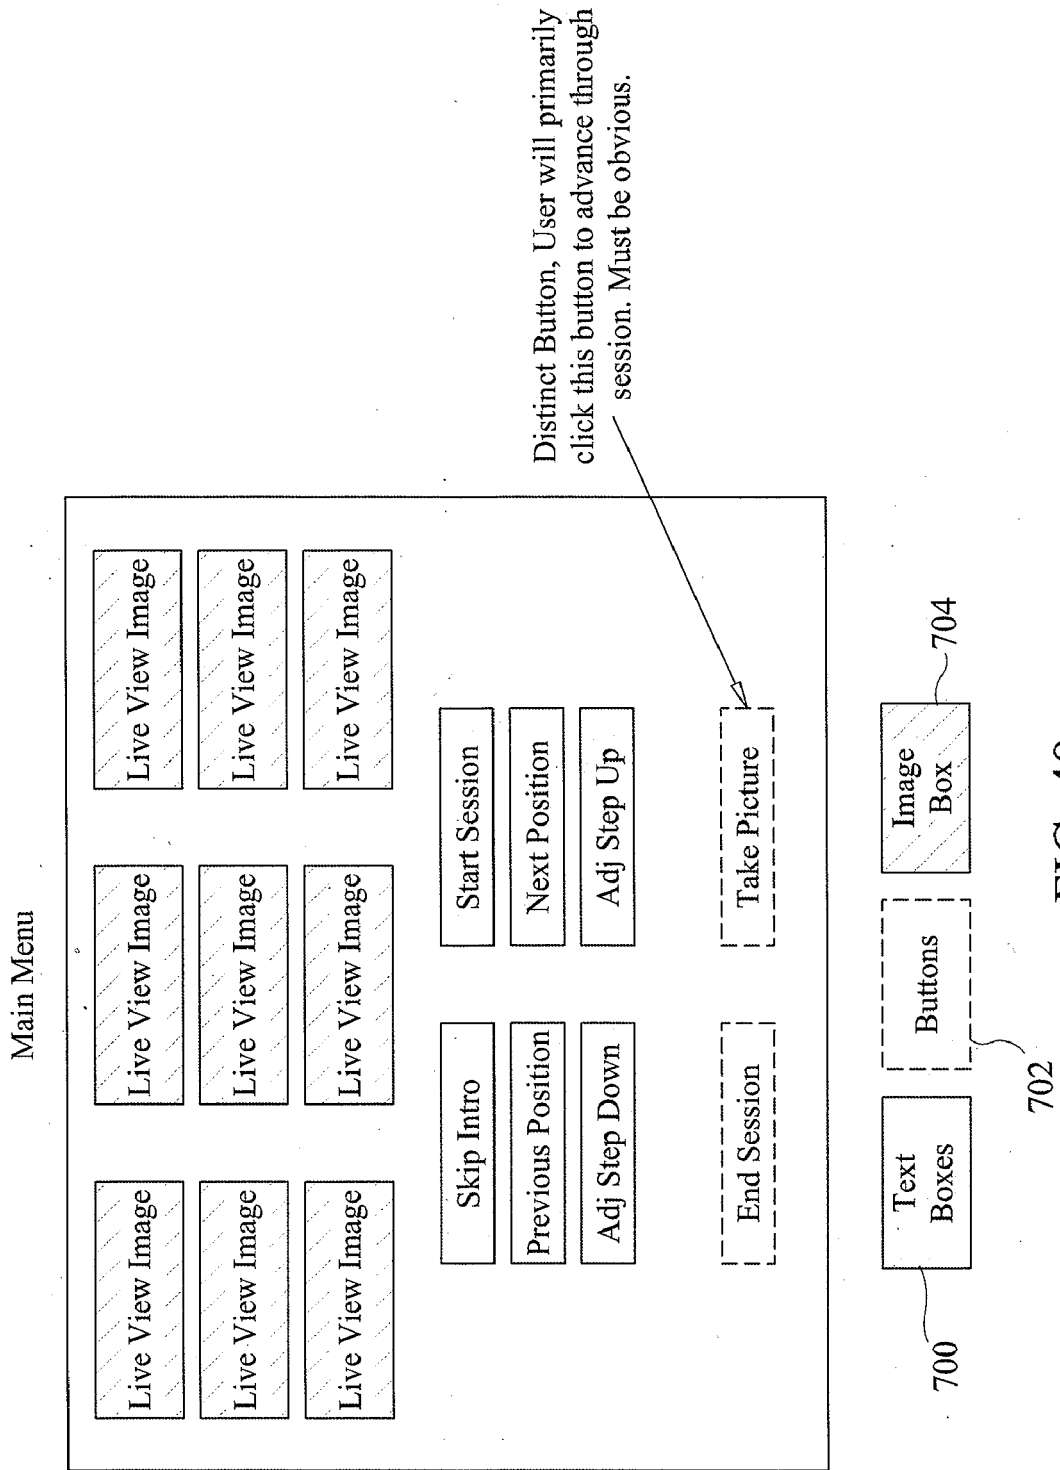 Main Menu
Live View Image Live View Image Live View Image
Live View Image Live View Image Live View Image
Live View Image Live View Image Live View Image
Skip Intro Start Session
Previous Position Next Position
Adj Step Down Adj Step Up
End Session Take Picture
Distinct Button, User will primarily
click this button to advance through
session. Must be obvious.
Text
Boxes
Buttons
Image
Box
700
702
704
FIG.